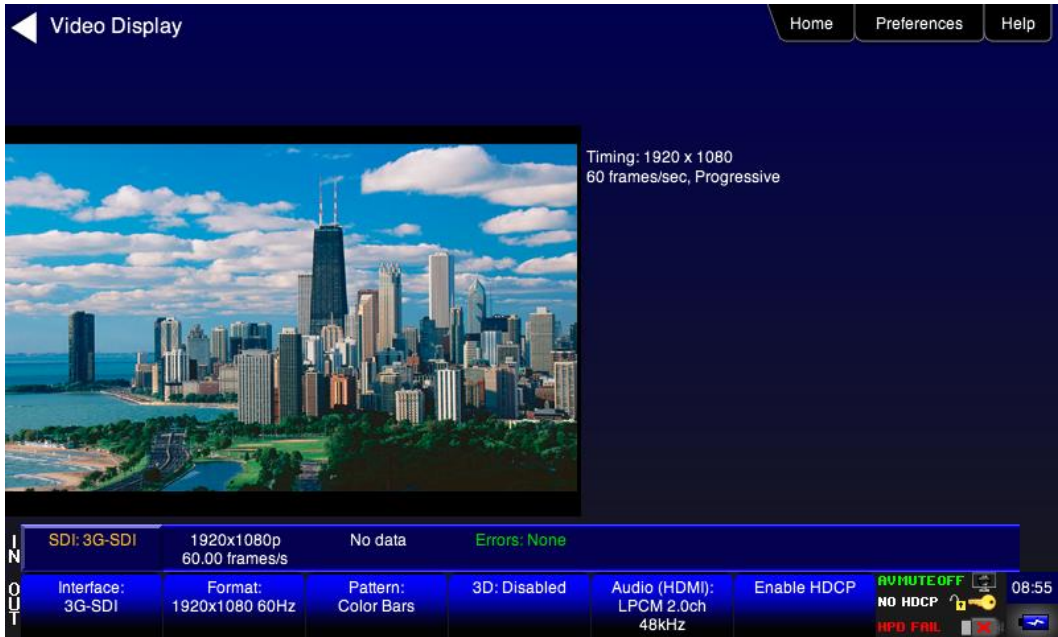 Video Display
Home
Preferences
Help
Timing: 1920 x 1080
60 frames/sec, Progressive
IN
SDI: 3G-SDI
1920x1080p
60.00 frames/s
No data
Errors: None
OUT
Interface:
3G-SDI
Format:
1920x1080 60Hz
Pattern:
Color Bars
3D: Disabled
Audio (HDMI):
LPCM 2.0ch
48kHz
Enable HDCP
AVMUTE OFF
NO HDCP
HPD FAIL
08:55